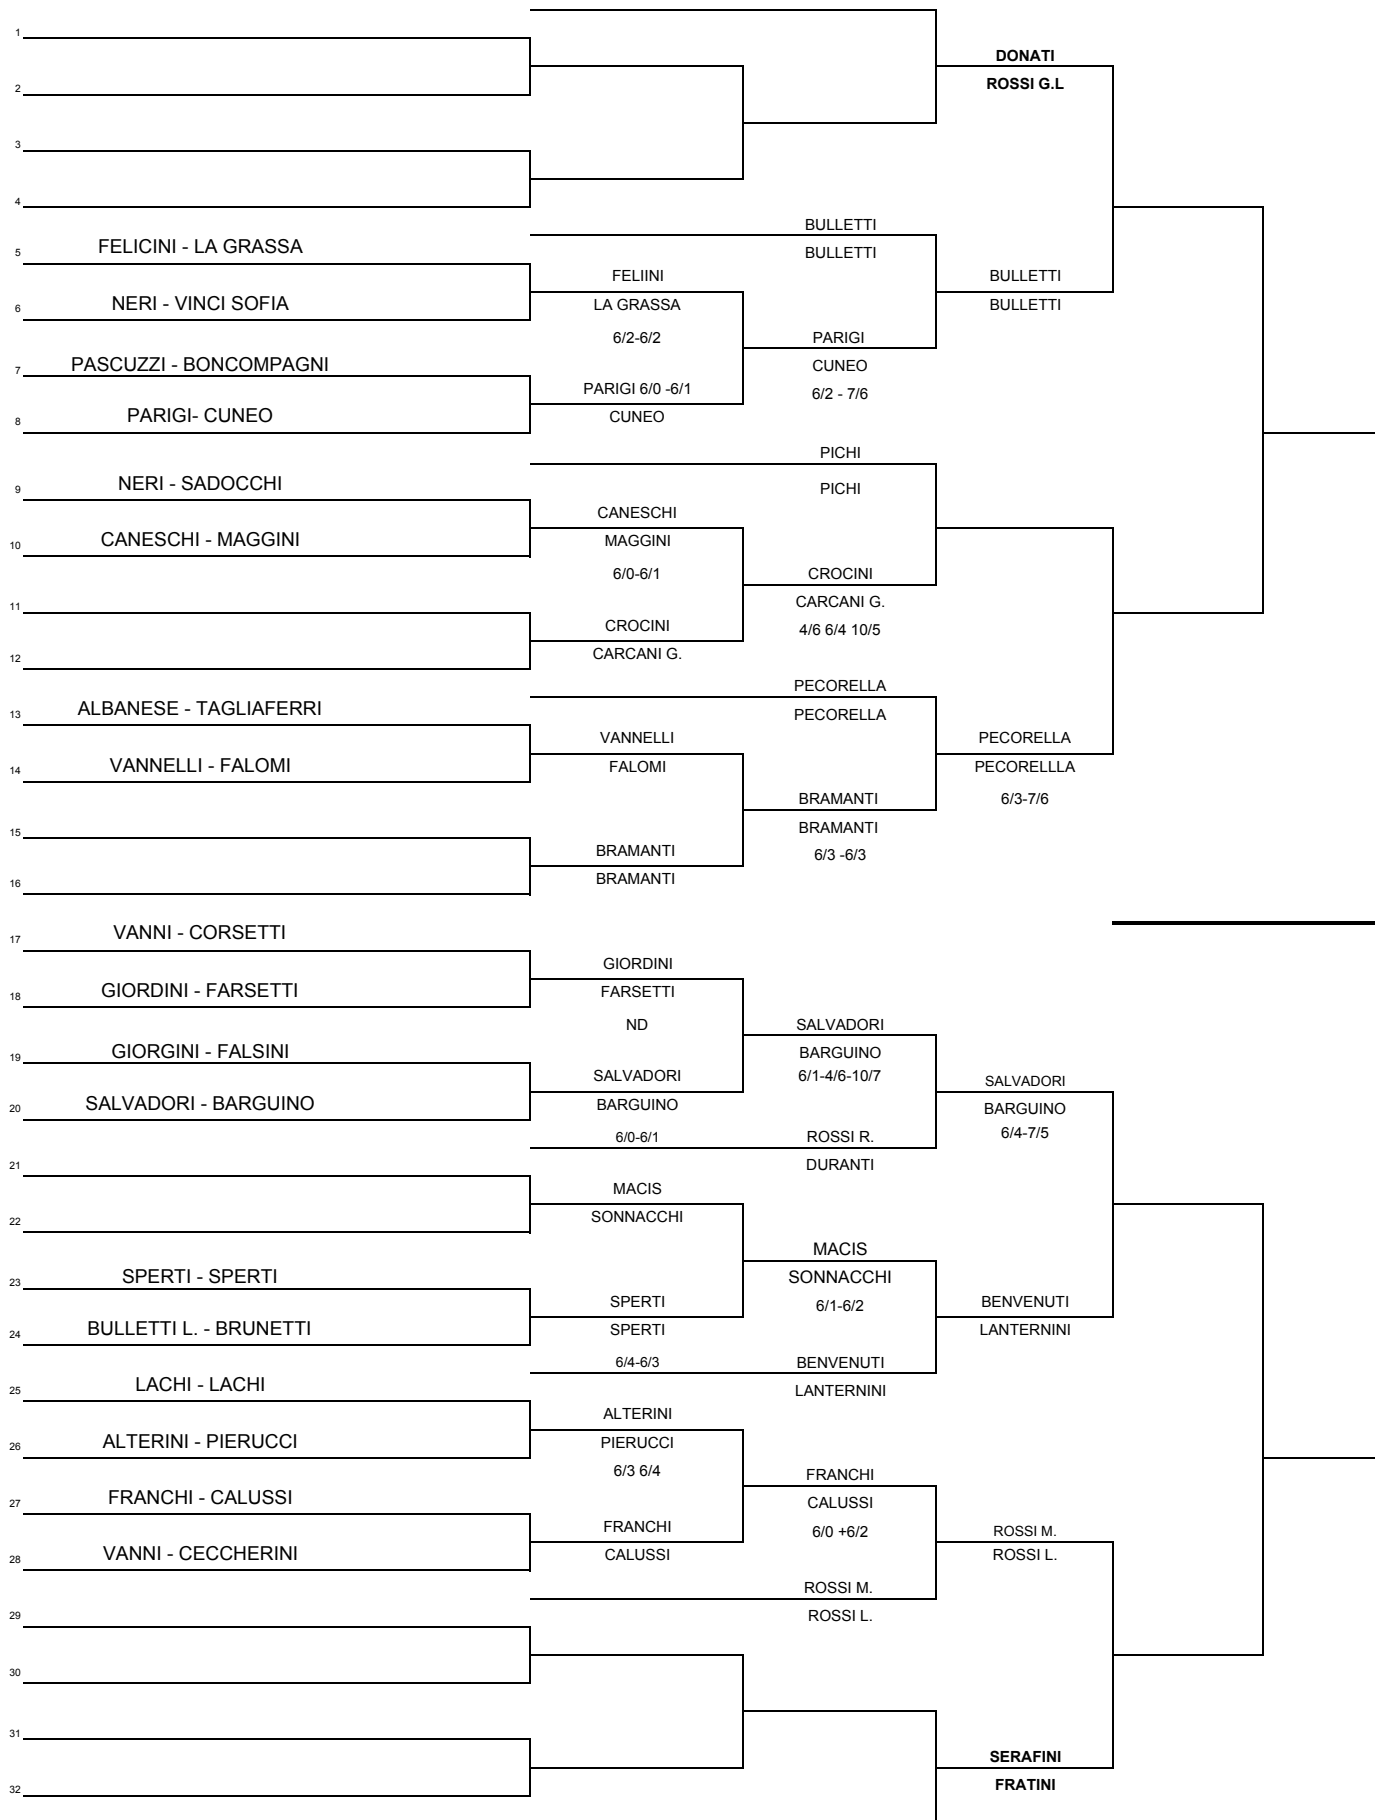 1
DONATI
2
ROSSI G.L
3
4
BULLETTI
5
FELICINI - LA GRASSA
BULLETTI
FELIINI
BULLETTI
6
NERI - VINCI SOFIA
LA GRASSA
BULLETTI
6/2-6/2
PARIGI
7
PASCUZZI - BONCOMPAGNI
CUNEO
PARIGI 6/0 -6/1
6/2 - 7/6
8
PARIGI- CUNEO
CUNEO
PICHI
9
NERI - SADOCCHI
PICHI
CANESCHI
10
CANESCHI - MAGGINI
MAGGINI
6/0-6/1
CROCINI
11
CARCANI G.
CROCINI
4/6 6/4 10/5
12
CARCANI G.
PECORELLA
13
ALBANESE - TAGLIAFERRI
PECORELLA
VANNELLI
PECORELLA
14
VANNELLI - FALOMI
FALOMI
PECORELLLA
BRAMANTI
6/3-7/6
15
BRAMANTI
BRAMANTI
6/3 -6/3
16
BRAMANTI
17
VANNI - CORSETTI
GIORDINI
18
GIORDINI - FARSETTI
FARSETTI
ND
SALVADORI
19
GIORGINI - FALSINI
BARGUINO
SALVADORI
6/1-4/6-10/7
SALVADORI
20
SALVADORI - BARGUINO
BARGUINO
BARGUINO
6/0-6/1
ROSSI R.
6/4-7/5
21
DURANTI
MACIS
22
SONNACCHI
MACIS
23
SPERTI - SPERTI
SONNACCHI
SPERTI
6/1-6/2
BENVENUTI
24
BULLETTI L. - BRUNETTI
SPERTI
LANTERNINI
6/4-6/3
BENVENUTI
25
LACHI - LACHI
LANTERNINI
ALTERINI
26
ALTERINI - PIERUCCI
PIERUCCI
6/3 6/4
FRANCHI
27
FRANCHI - CALUSSI
CALUSSI
FRANCHI
6/0 +6/2
ROSSI M.
28
VANNI - CECCHERINI
CALUSSI
ROSSI L.
ROSSI M.
29
ROSSI L.
30
31
SERAFINI
32
FRATINI